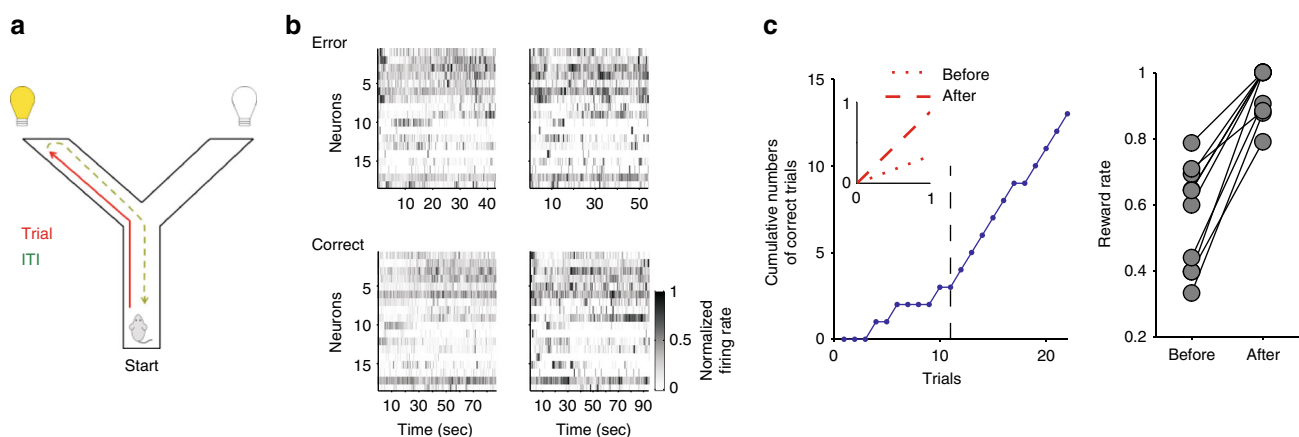 a
Trial
ITI
Start
b
Error
Neurons
5
10
15
10 20 30 40
10 30 50
Correct
Neurons
5
10
15
10 30 50 70
10 30 50 70 90
Time (sec)
Time (sec)
1
0.5
0
Normalized
firing rate
c
Cumulative numbers
of correct trials
15
10
5
0
0 10 20
Trials
Before
After
1
0
0 1
Reward rate
1
0.8
0.6
0.4
0.2
Before After